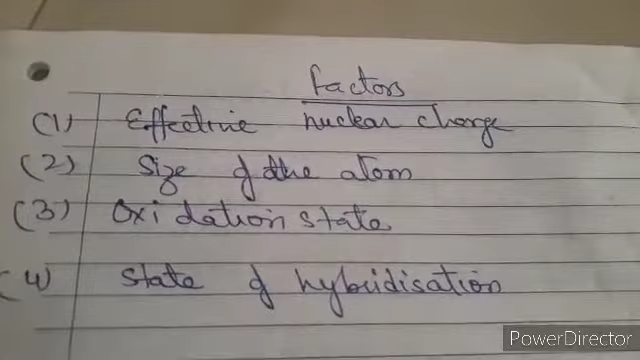 Factors
(1) Effective nuclear charge
(2) Size of the atom
(3) Oxidation state
(4) State of hybridisation
PowerDirector